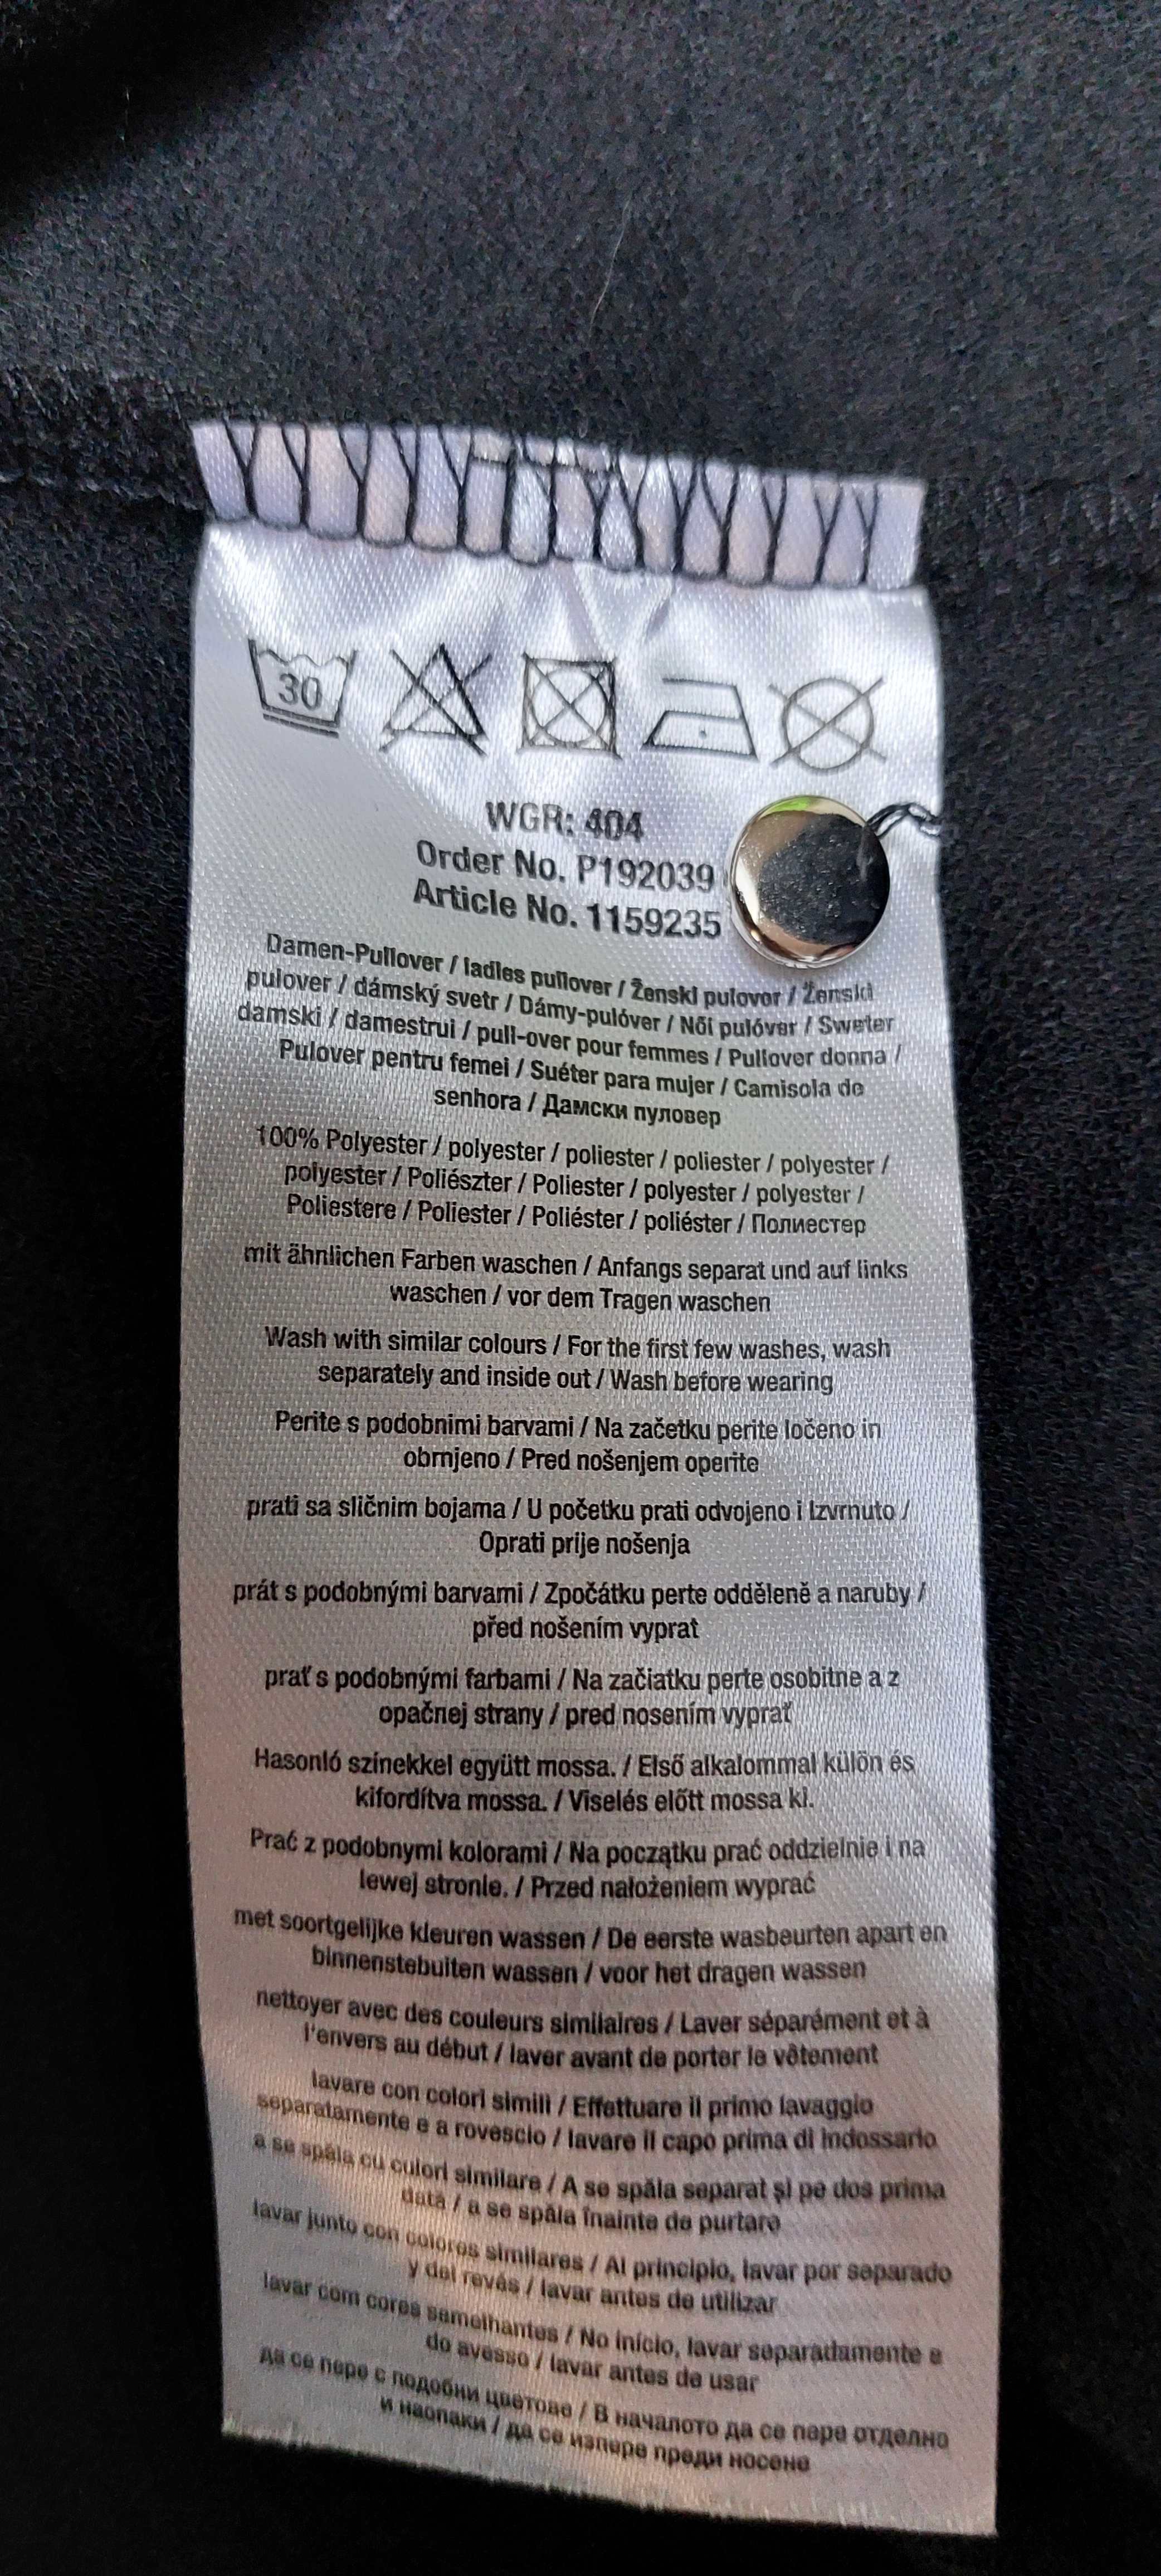 30
WGR: 404
Order No. P192039
Article No. 1159235
Damen-Pullover / ladies pullover / Ženski pulover / Ženski
pulover / dámský svetr / Dámy-pulóver / Női pulóver / Sweter
damski / damestrui / pull-over pour femmes / Pullover donna /
Pulover pentru femei / Suéter para mujer / Camisola de
senhora / Дамски пуловер
100% Polyester / polyester / poliester / poliester / polyester /
polyester / Poliészter / Poliester / polyester / polyester /
Poliestere / Poliester / Poliéster / poliéster / Полиестер
mit ähnlichen Farben waschen / Anfangs separat und auf links
waschen / vor dem Tragen waschen
Wash with similar colours / For the first few washes, wash
separately and inside out / Wash before wearing
Perite s podobnimi barvami / Na začetku perite ločeno in
obrnjeno / Pred nošenjem operite
prati sa sličnim bojama / U početku prati odvojeno i Izvrnuto /
Oprati prije nošenja
prát s podobnými barvami / Zpočátku perte odděleně a naruby /
před nošením vyprat
prať s podobnými farbami / Na začiatku perte osobitne a z
opačnej strany / pred nosením vyprať
Hasonló színekkel együtt mossa. / Első alkalommal külön és
kifordítva mossa. / Viselés előtt mossa ki.
Prać z podobnymi kolorami / Na początku prać oddzielnie i na
lewej stronie. / Przed nałożeniem wyprać
met soortgelijke kleuren wassen / De eerste wasbeurten apart en
binnenstebuiten wassen / voor het dragen wassen
nettoyer avec des couleurs similaires / Laver séparément et à
l'envers au début / laver avant de porter le vêtement
lavare con colori simili / Effettuare il primo lavaggio
separatamente e a rovescio / lavare il capo prima di indossarlo
a se spăla cu culori similare / A se spăla separat și pe dos prima
dată / a se spăla înainte de purtare
lavar junto con colores similares / Al principio, lavar por separado
y del revés / lavar antes de utilizar
lavar com cores semelhantes / No início, lavar separadamente e
do avesso / lavar antes de usar
да се пере с подобни цветове / В началото да се пере отделно
и наопаки / да се изпере преди носене